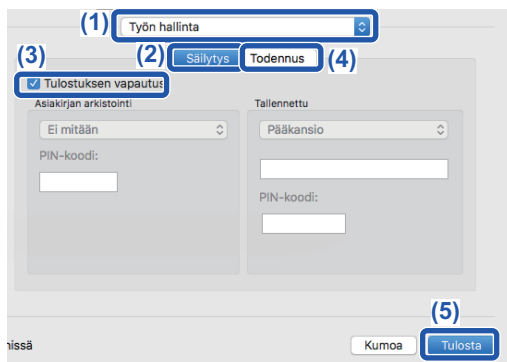 (1) Työn hallinta
(2) Säilytys Todennus (4)
(3) Tulostuksen vapautus
Asiakirjan arkistointi Tallennettu
Ei mitään Pääkansio
PIN-koodi:
PIN-koodi:
(5)
nissä Kumoa Tulosta